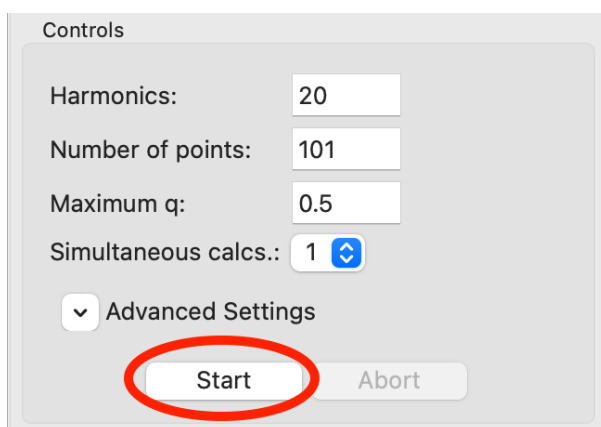 Controls
Harmonics: 20
Number of points: 101
Maximum q: 0.5
Simultaneous calcs.: 1
Advanced Settings
Start Abort